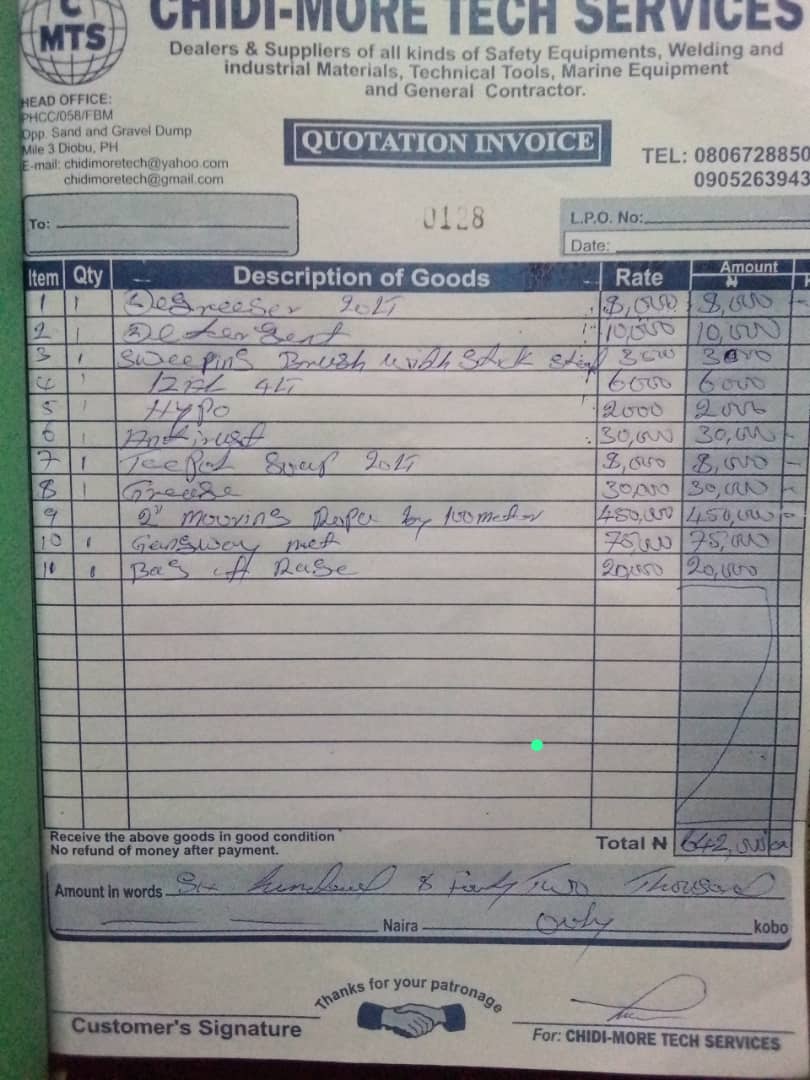 C
MTS
CHIDI-MORE TECH SERVICES
Dealers & Suppliers of all kinds of Safety Equipments, Welding and
industrial Materials, Technical Tools, Marine Equipment
and General Contractor.
HEAD OFFICE:
PHCC/058/FBM
Opp. Sand and Gravel Dump
Mile 3 Diobu, PH
E-mail: chidimoretech@yahoo.com
chidimoretech@gmail.com
QUOTATION INVOICE
TEL: 0806728850
0905263943
To:
0128
L.P.O. No:
Date:
Item Qty Description of Goods Rate Amount
₦ K
1 1 Degreeser 20LT 8,000 8,000
2 1 Detergent 10,000 10,000
3 1 Sweeping Brush with Stick 3000 3000
4 1 4LT 6000 6000
5 1 Hypo 2000 2000
6 1 Antirust 30,000 30,000
7 1 Teepol Soap 20LT 8,000 8,000
8 1 Grease 30,000 30,000
9 2" mooring Rope by 100 meter 450,000 450,000
10 1 Gangway net 75,000 75,000
11 1 Bag of Rage 20,000 20,000
Receive the above goods in good condition
No refund of money after payment.
Total ₦ 642,000
Amount in words Six hundred & Forty Two Thousand
Naira Only kobo
Thanks for your patronage
Customer's Signature
For: CHIDI-MORE TECH SERVICES